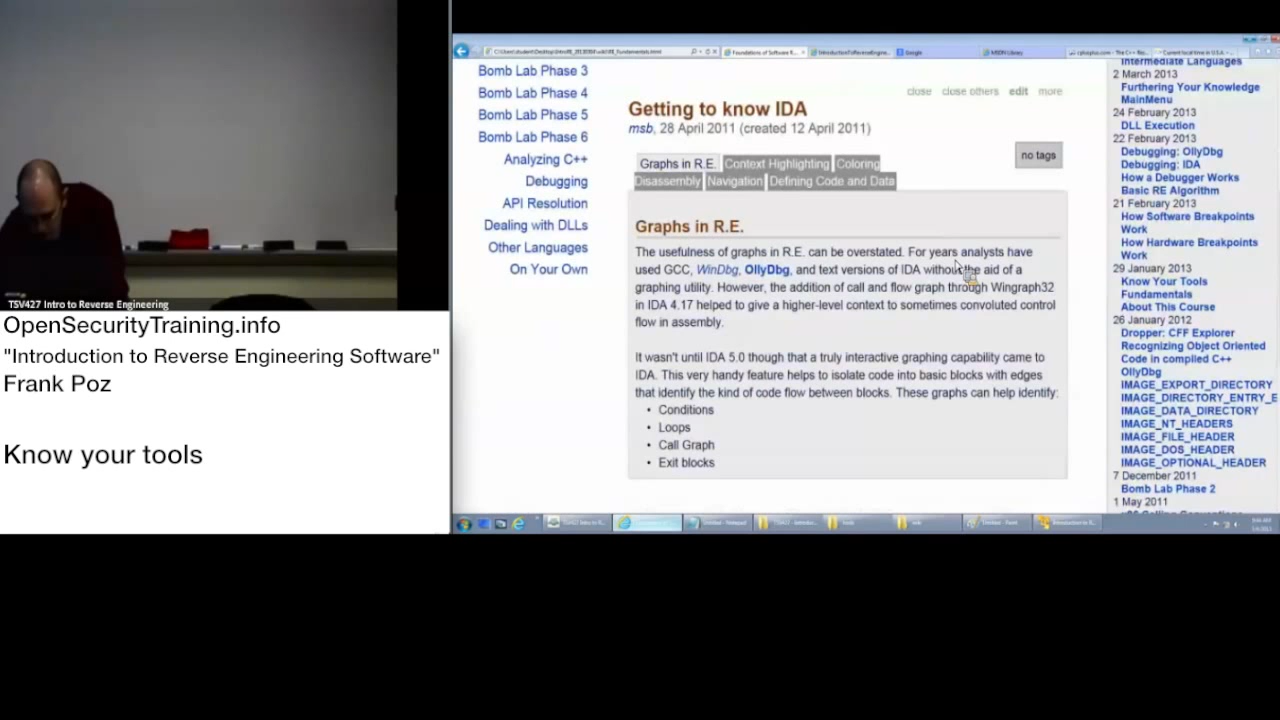 TSV427 Intro to Reverse Engineering
OpenSecurityTraining.info
"Introduction to Reverse Engineering Software"
Frank Poz
Know your tools
Bomb Lab Phase 3
Bomb Lab Phase 4
Bomb Lab Phase 5
Bomb Lab Phase 6
Analyzing C++
Debugging
API Resolution
Dealing with DLLs
Other Languages
On Your Own
Google
MSDN Library
close close others edit more
Getting to know IDA
msb, 28 April 2011 (created 12 April 2011)
no tags
Graphs in R.E. Context Highlighting Coloring
Disassembly Navigation Defining Code and Data
Graphs in R.E.
The usefulness of graphs in R.E. can be overstated. For years analysts have
used GCC, WinDbg, OllyDbg, and text versions of IDA without the aid of a
graphing utility. However, the addition of call and flow graph through Wingraph32
in IDA 4.17 helped to give a higher-level context to sometimes convoluted control
flow in assembly.
It wasn't until IDA 5.0 though that a truly interactive graphing capability came to
IDA. This very handy feature helps to isolate code into basic blocks with edges
that identify the kind of code flow between blocks. These graphs can help identify:
• Conditions
• Loops
• Call Graph
• Exit blocks
Intermediate Languages
2 March 2013
Furthering Your Knowledge
MainMenu
24 February 2013
DLL Execution
22 February 2013
Debugging: OllyDbg
Debugging: IDA
How a Debugger Works
Basic RE Algorithm
21 February 2013
How Software Breakpoints
Work
How Hardware Breakpoints
Work
29 January 2013
Know Your Tools
Fundamentals
About This Course
26 January 2012
Dropper: CFF Explorer
Recognizing Object Oriented
Code in compiled C++
OllyDbg
IMAGE_EXPORT_DIRECTORY
IMAGE_DIRECTORY_ENTRY_E
IMAGE_DATA_DIRECTORY
IMAGE_NT_HEADERS
IMAGE_FILE_HEADER
IMAGE_DOS_HEADER
IMAGE_OPTIONAL_HEADER
7 December 2011
Bomb Lab Phase 2
1 May 2011